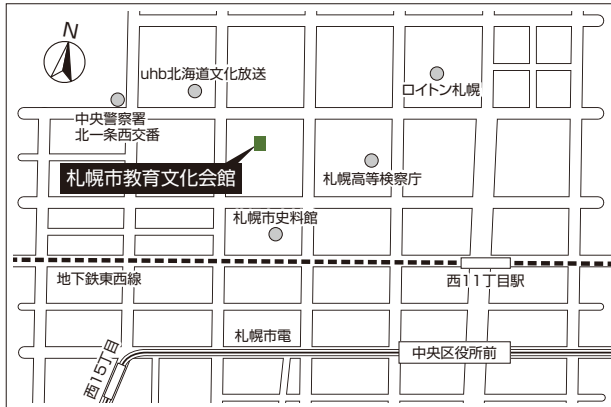 N
uhb北海道文化放送
ロイトン札幌
中央警察署
北一条西交番
札幌市教育文化会館
札幌高等検察庁
札幌市史料館
地下鉄東西線
西11丁目駅
札幌市電
中央区役所前
西15丁目